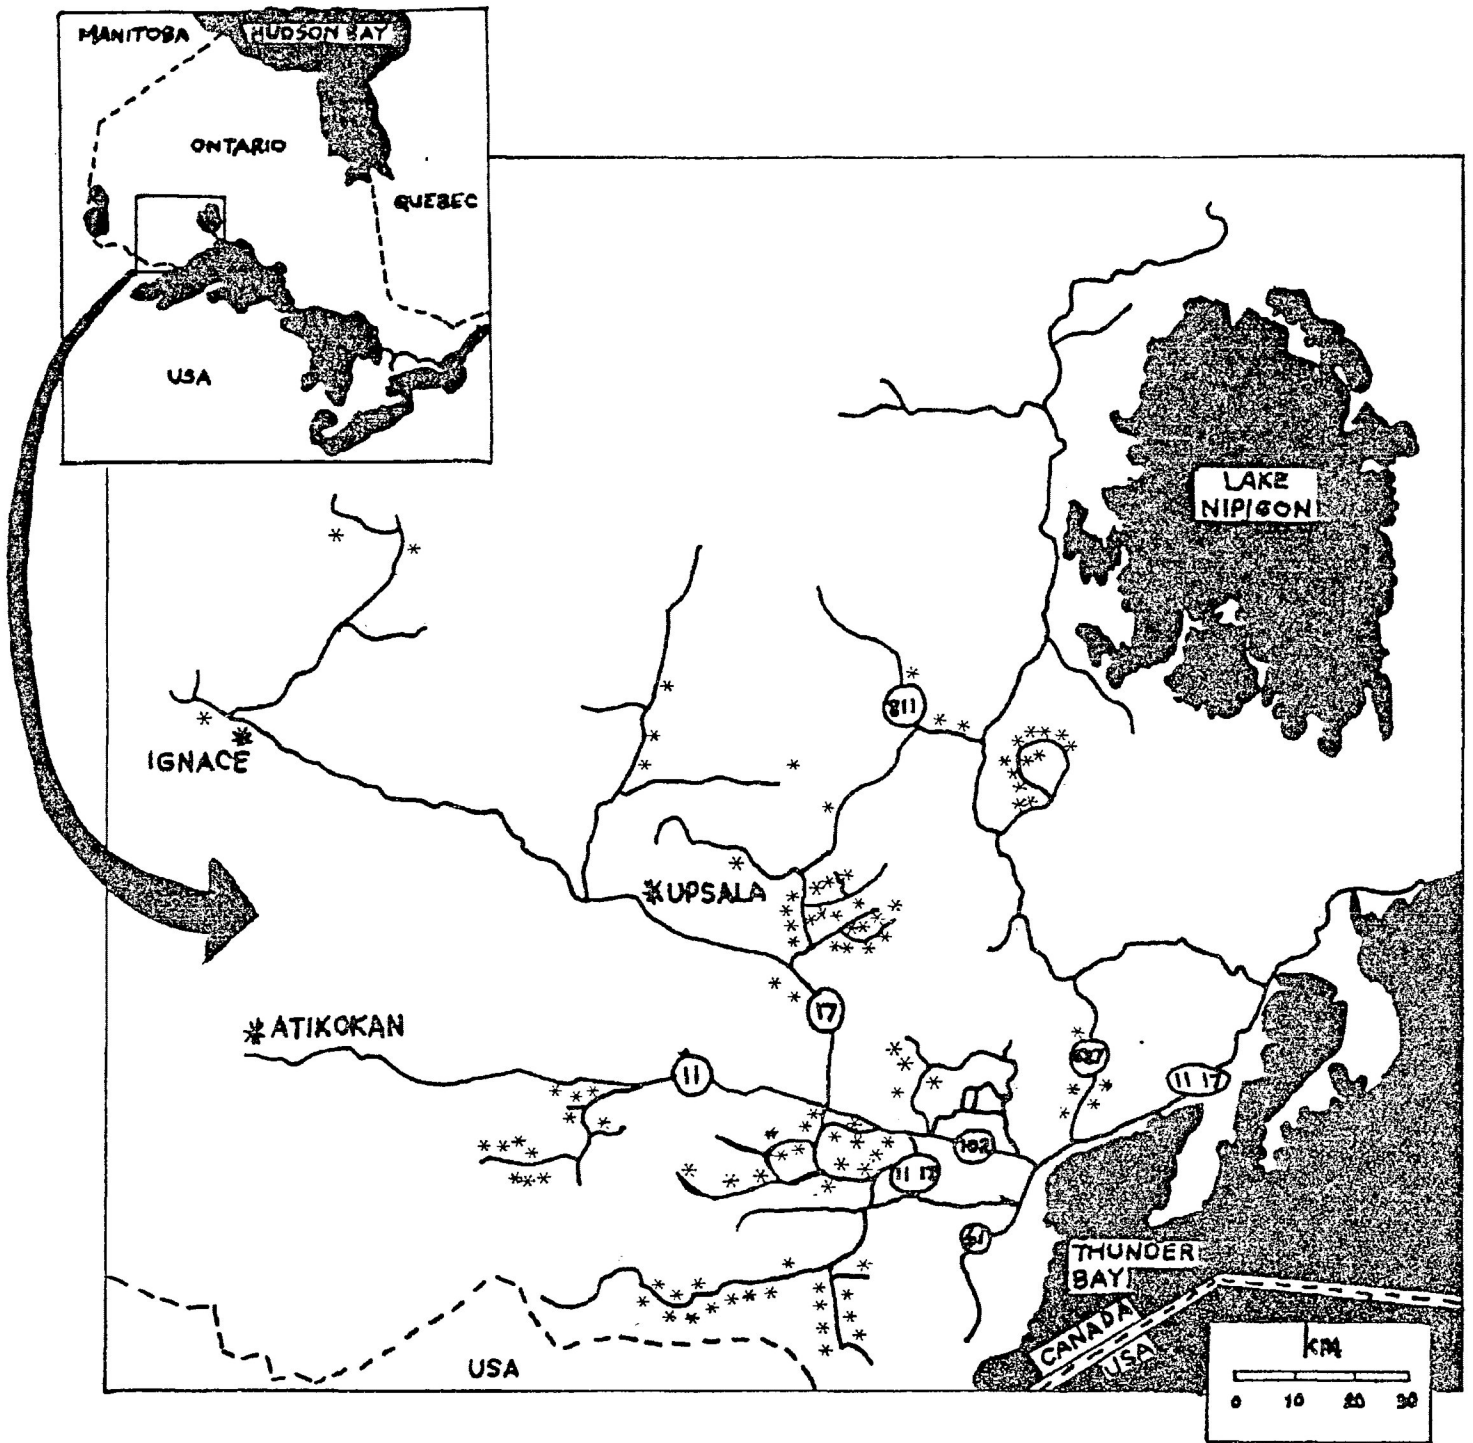 MANITOBA
HUDSON BAY
ONTARIO
QUEBEC
USA
LAKE
NIPIGON
811
IGNACE
UPSALA
17
ATIKOKAN
11
527
11 17
102
11 17
61
THUNDER
BAY
CANADA
USA
USA
KM
0 10 20 30